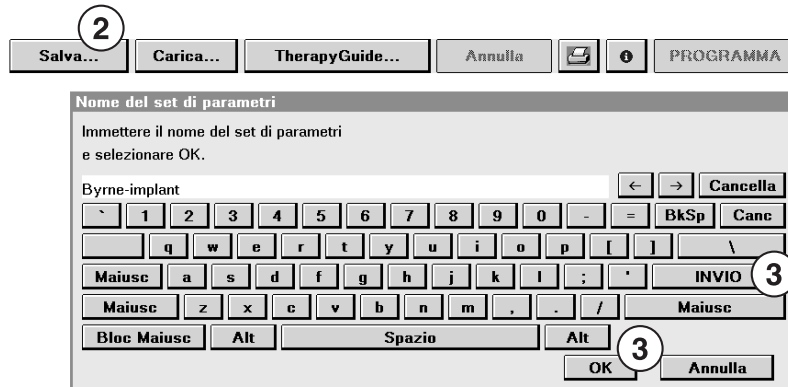 2
Salva... Carica... TherapyGuide... Annulla PROGRAMMA
Nome del set di parametri
Immettere il nome del set di parametri
e selezionare OK.
Byrne-implant ← → Cancella
` 1 2 3 4 5 6 7 8 9 0 - = BkSp Canc
q w e r t y u i o p [ ] \
Maiusc a s d f g h j k l ; ' INVIO 3
Maiusc z x c v b n m , . / Maiusc
Bloc Maiusc Alt Spazio Alt 3
OK Annulla